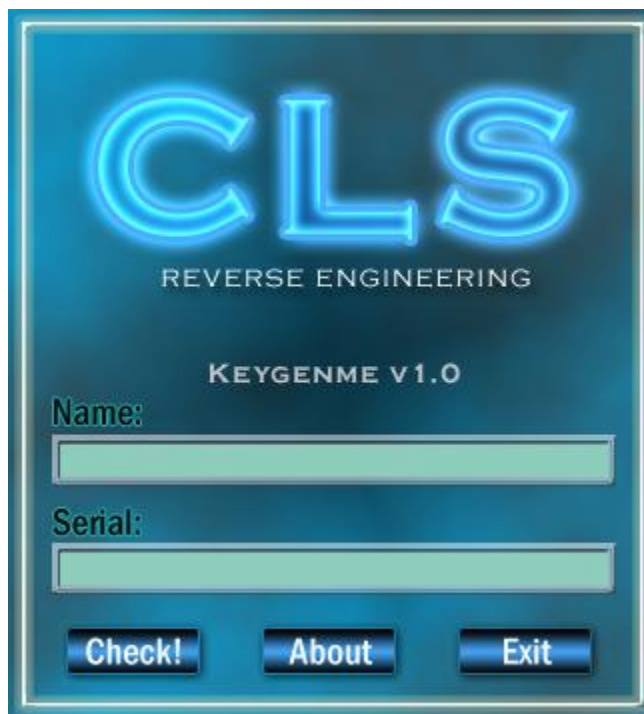 CLS
REVERSE ENGINEERING
KEYGENME V1.0
Name:
Serial:
Check! About Exit